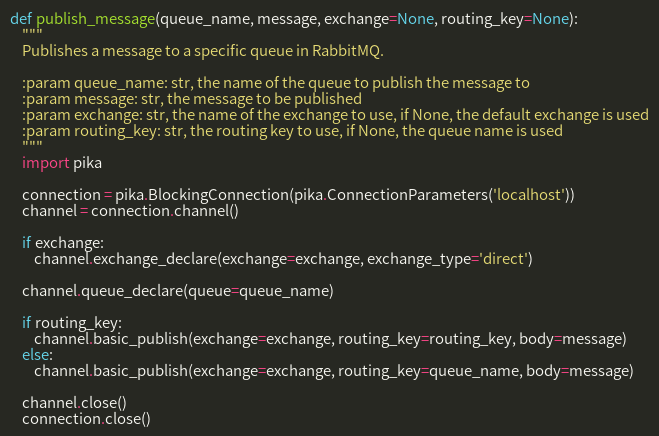 def publish_message(queue_name, message, exchange=None, routing_key=None):
"""
Publishes a message to a specific queue in RabbitMQ.
:param queue_name: str, the name of the queue to publish the message to
:param message: str, the message to be published
:param exchange: str, the name of the exchange to use, if None, the default exchange is used
:param routing_key: str, the routing key to use, if None, the queue name is used
"""
import pika
connection = pika.BlockingConnection(pika.ConnectionParameters('localhost'))
channel = connection.channel()
if exchange:
channel.exchange_declare(exchange=exchange, exchange_type='direct')
channel.queue_declare(queue=queue_name)
if routing_key:
channel.basic_publish(exchange=exchange, routing_key=routing_key, body=message)
else:
channel.basic_publish(exchange=exchange, routing_key=queue_name, body=message)
channel.close()
connection.close()